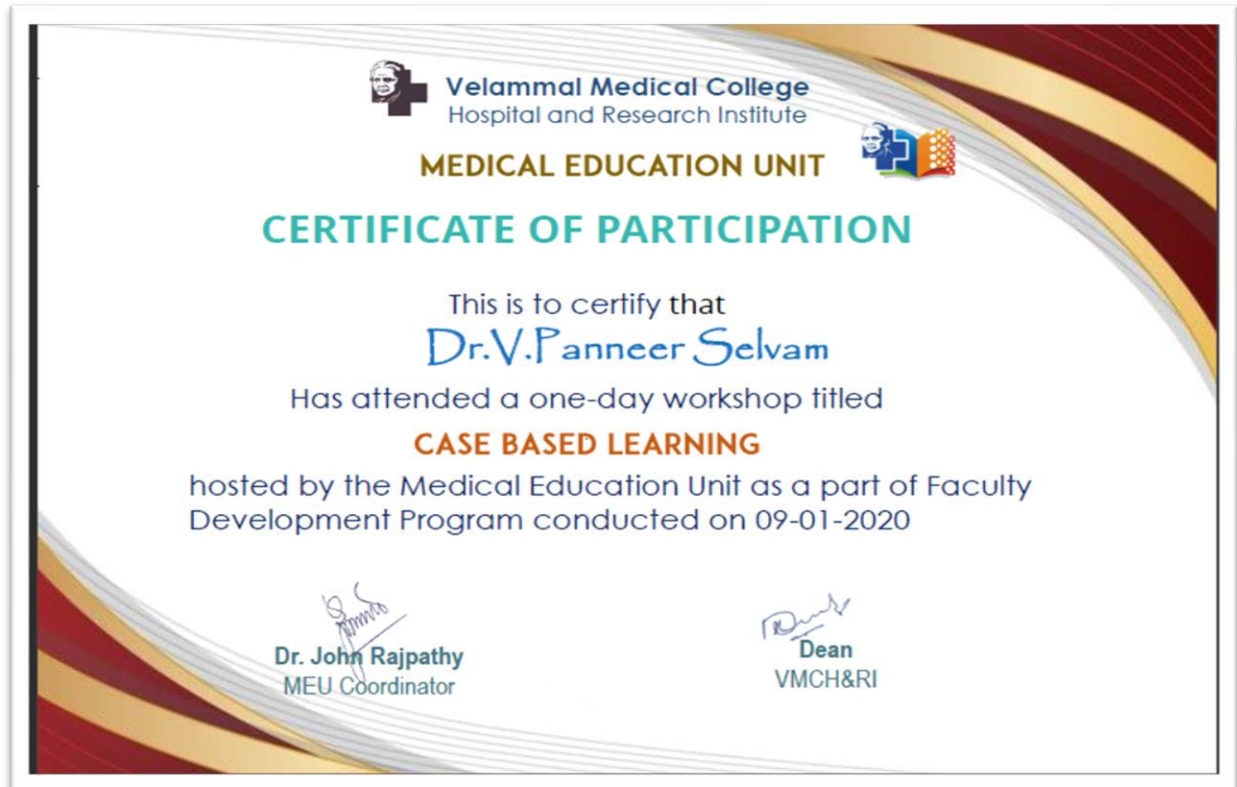 Velammal Medical College
Hospital and Research Institute
MEDICAL EDUCATION UNIT
CERTIFICATE OF PARTICIPATION
This is to certify that
Dr.V.Panneer Selvam
Has attended a one-day workshop titled
CASE BASED LEARNING
hosted by the Medical Education Unit as a part of Faculty
Development Program conducted on 09-01-2020
Dr. John Rajpathy
MEU Coordinator
Dean
VMCH&RI